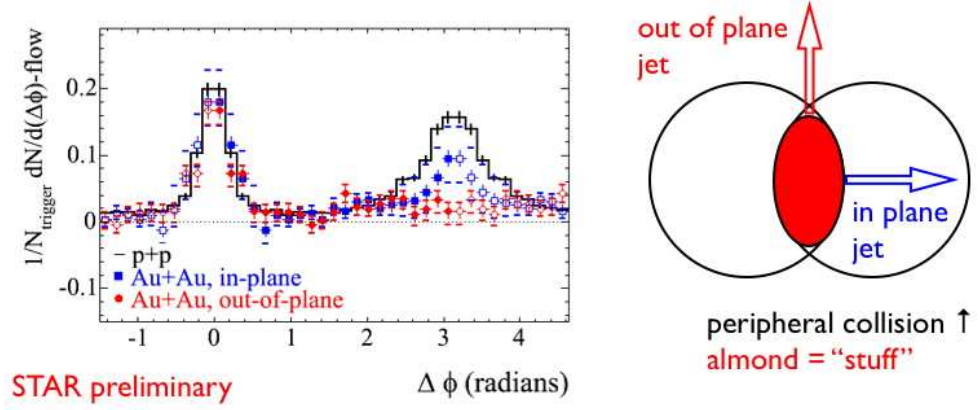 1/N_trigger dN/d(Δϕ)-flow
0.2
0.1
0
-0.1
– p+p
Au+Au, in-plane
Au+Au, out-of-plane
-1 0 1 2 3 4
STAR preliminary
Δ ϕ (radians)
out of plane
jet
in plane
jet
peripheral collision ↑
almond = “stuff”